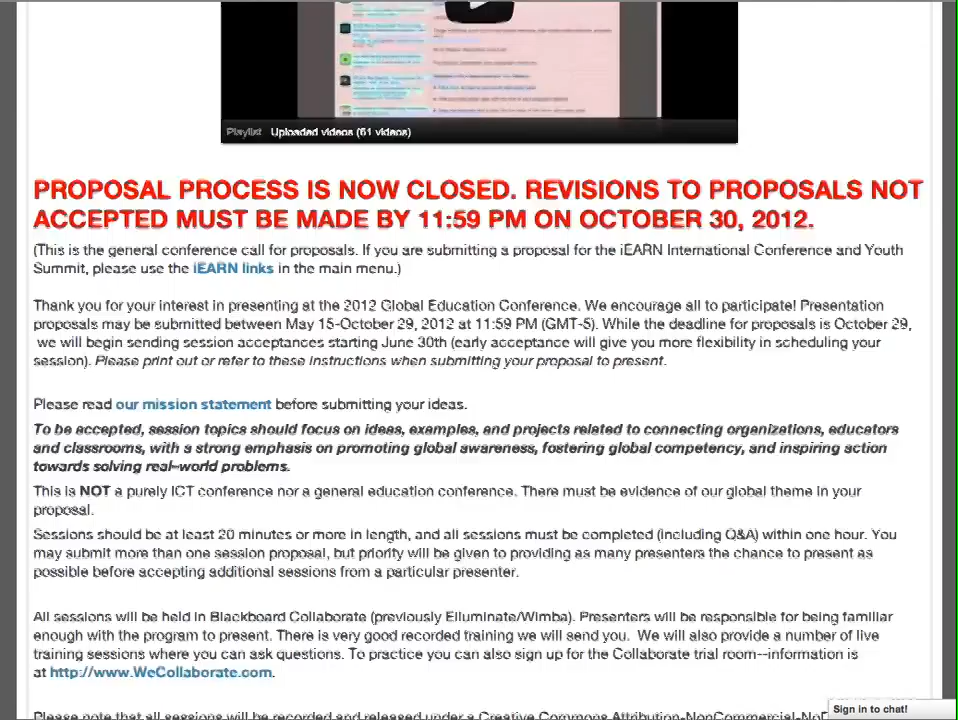 Playlist Uploaded videos (61 videos)
PROPOSAL PROCESS IS NOW CLOSED. REVISIONS TO PROPOSALS NOT
ACCEPTED MUST BE MADE BY 11:59 PM ON OCTOBER 30, 2012.
(This is the general conference call for proposals. If you are submitting a proposal for the iEARN International Conference and Youth
Summit, please use the iEARN links in the main menu.)
Thank you for your interest in presenting at the 2012 Global Education Conference. We encourage all to participate! Presentation
proposals may be submitted between May 15-October 29, 2012 at 11:59 PM (GMT-5). While the deadline for proposals is October 29,
we will begin sending session acceptances starting June 30th (early acceptance will give you more flexibility in scheduling your
session). Please print out or refer to these instructions when submitting your proposal to present.
Please read our mission statement before submitting your ideas.
To be accepted, session topics should focus on ideas, examples, and projects related to connecting organizations, educators
and classrooms, with a strong emphasis on promoting global awareness, fostering global competency, and inspiring action
towards solving real-world problems.
This is NOT a purely ICT conference nor a general education conference. There must be evidence of our global theme in your
proposal.
Sessions should be at least 20 minutes or more in length, and all sessions must be completed (including Q&A) within one hour. You
may submit more than one session proposal, but priority will be given to providing as many presenters the chance to present as
possible before accepting additional sessions from a particular presenter.
All sessions will be held in Blackboard Collaborate (previously Elluminate/Wimba). Presenters will be responsible for being familiar
enough with the program to present. There is very good recorded training we will send you. We will also provide a number of live
training sessions where you can ask questions. To practice you can also sign up for the Collaborate trial room--information is
at http://www.WeCollaborate.com.
Please note that all sessions will be recorded and released under a Creative Commons Attribution-NonCommercial-NoD
Sign in to chat!